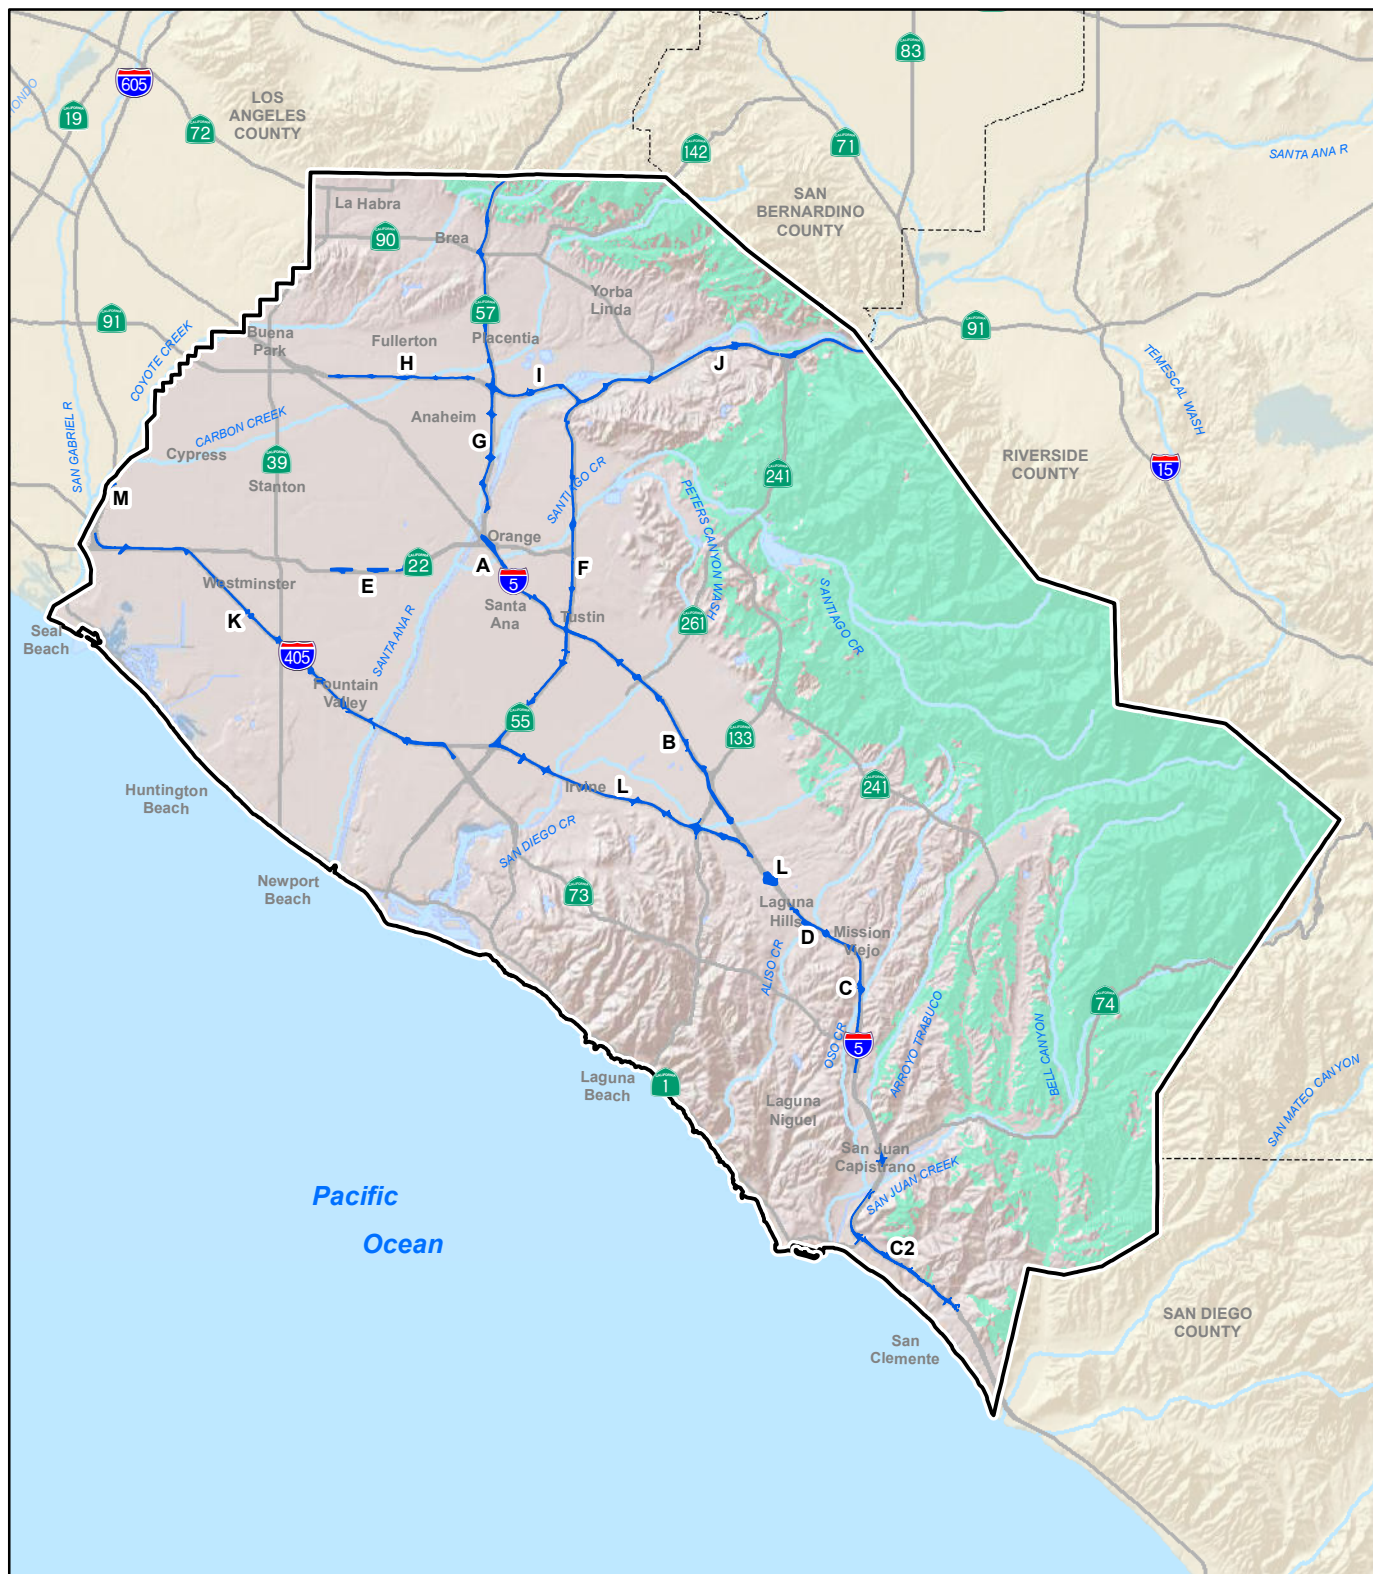 83
605
LOS
ANGELES
COUNTY
19
72
142
71
SANTA ANA R
SAN
BERNARDINO
COUNTY
La Habra
90
Brea
Yorba
Linda
57
91
91
Buena
Park
Fullerton
Placentia
COYOTE CREEK
TEMESCAL WASH
H
I
J
SAN GABRIEL R
CARBON CREEK
Anaheim
G
Cypress
39
Stanton
M
SANTIAGO CR
PETERS CANYON WASH
241
RIVERSIDE
COUNTY
15
Orange
22
A
F
5
E
Westminster
Santa
Ana
Tustin
261
SANTIAGO CR
K
Seal
Beach
405
SANTA ANA R
Fountain
Valley
55
B
133
Huntington
Beach
Irvine
L
241
SAN DIEGO CR
Newport
Beach
73
L
Laguna
Hills
D
Mission
Viejo
ALISO CR
C
74
5
OSO CR
ARROYO TRABUCO
BELL CANYON
Laguna
Beach
1
Laguna
Niguel
SAN MATEO CANYON
San Juan
Capistrano
SAN JUAN CREEK
Pacific
Ocean
C2
San
Clemente
SAN DIEGO
COUNTY